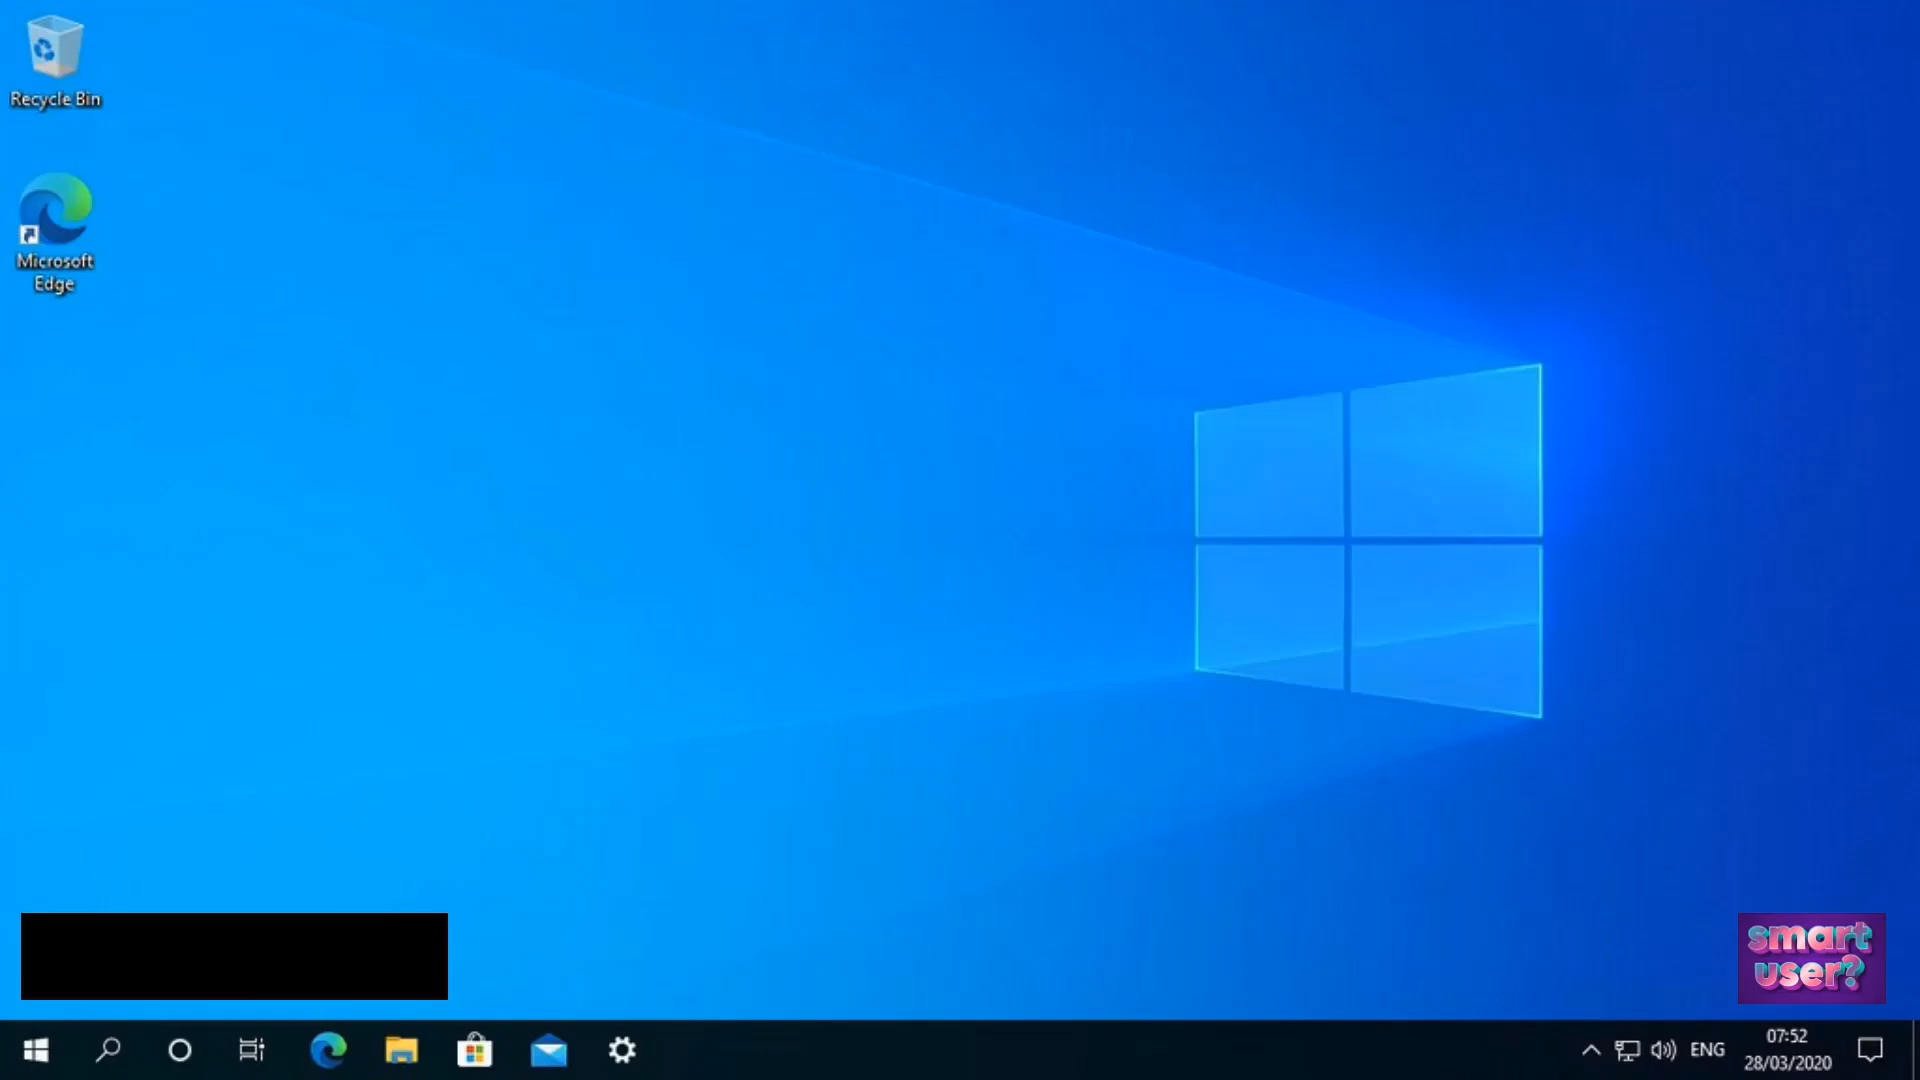 Recycle Bin
Microsoft
Edge
smart
user?
ENG
07:52
28/03/2020